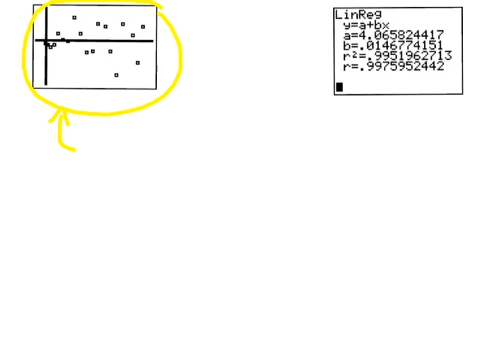 LinReg
y=a+bx
a=4.065824417
b=.0146774151
r²=.9951962713
r=.9975952442